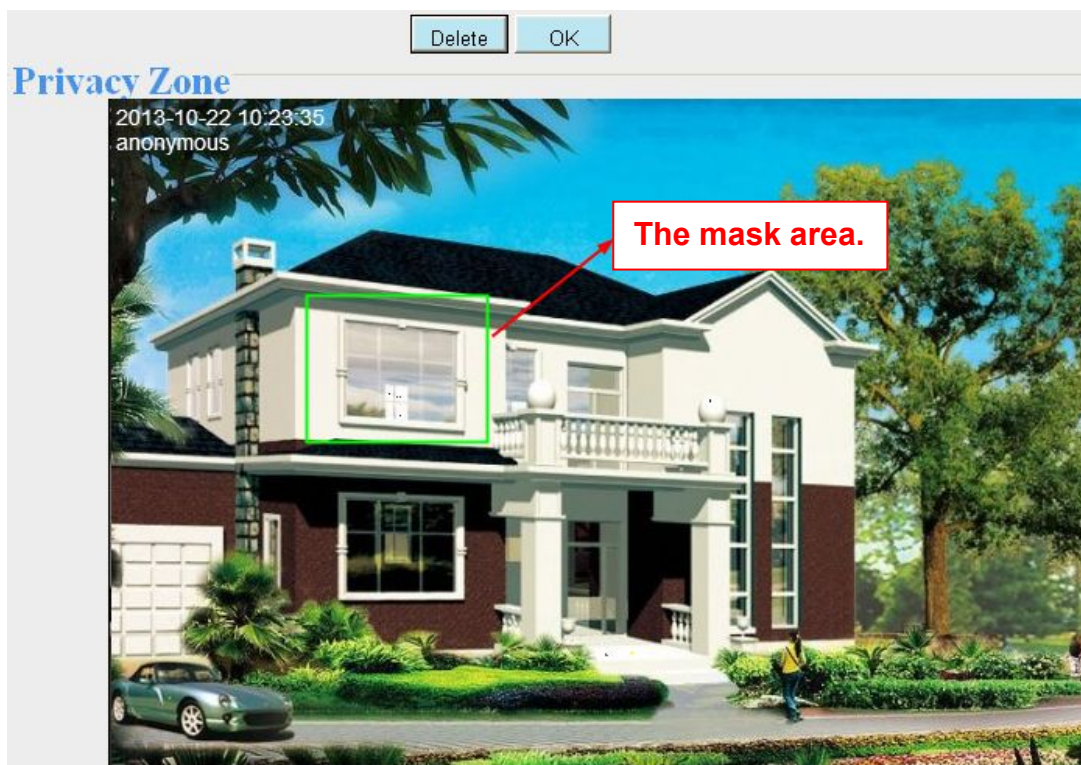 Delete OK
Privacy Zone
2013-10-22 10:23:35
anonymous
The mask area.